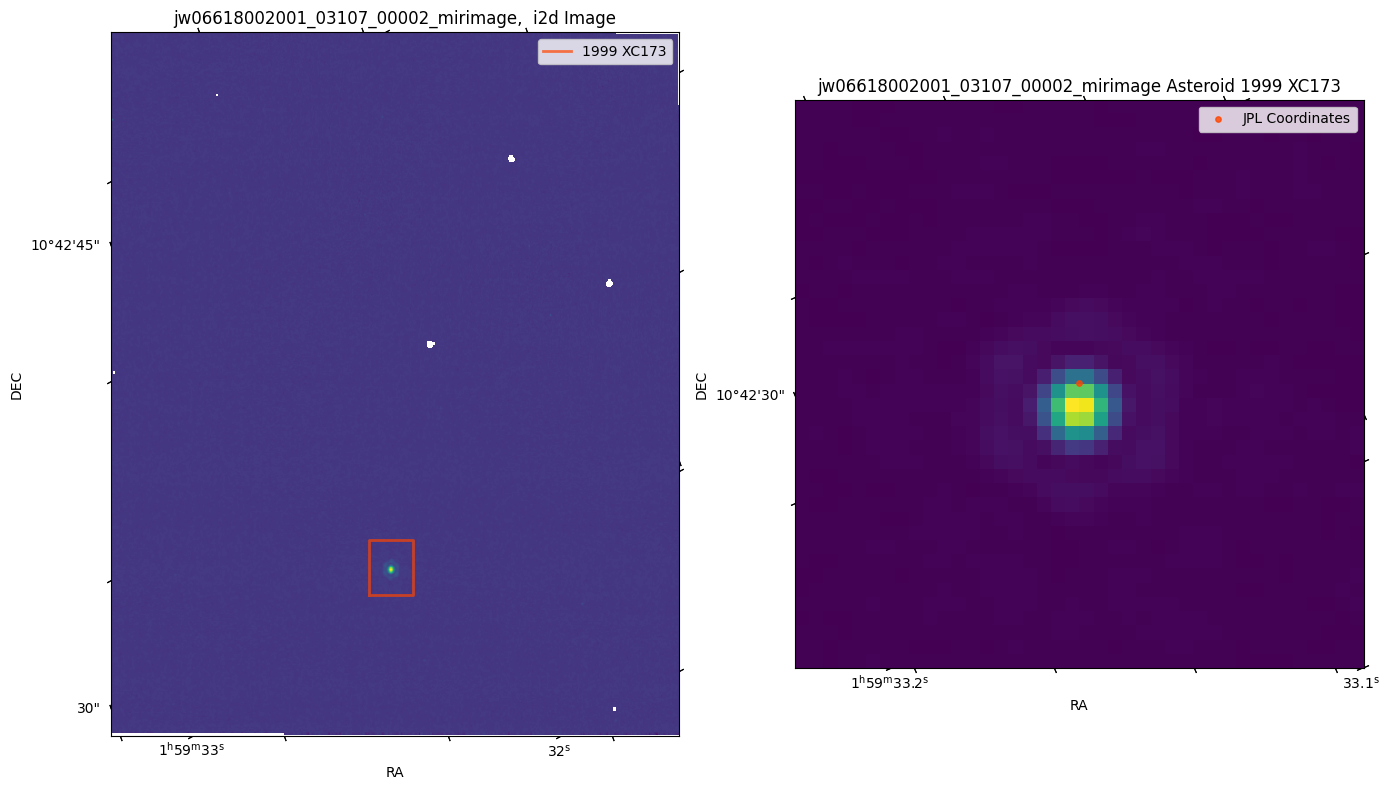 jw06618002001_03107_00002_mirimage,  i2d Image
1999 XC173
10°42'45"
30"
DEC
1ʰ59ᵐ33ˢ
32ˢ
RA
jw06618002001_03107_00002_mirimage Asteroid 1999 XC173
JPL Coordinates
DEC
10°42'30"
1ʰ59ᵐ33.2ˢ
33.1ˢ
RA